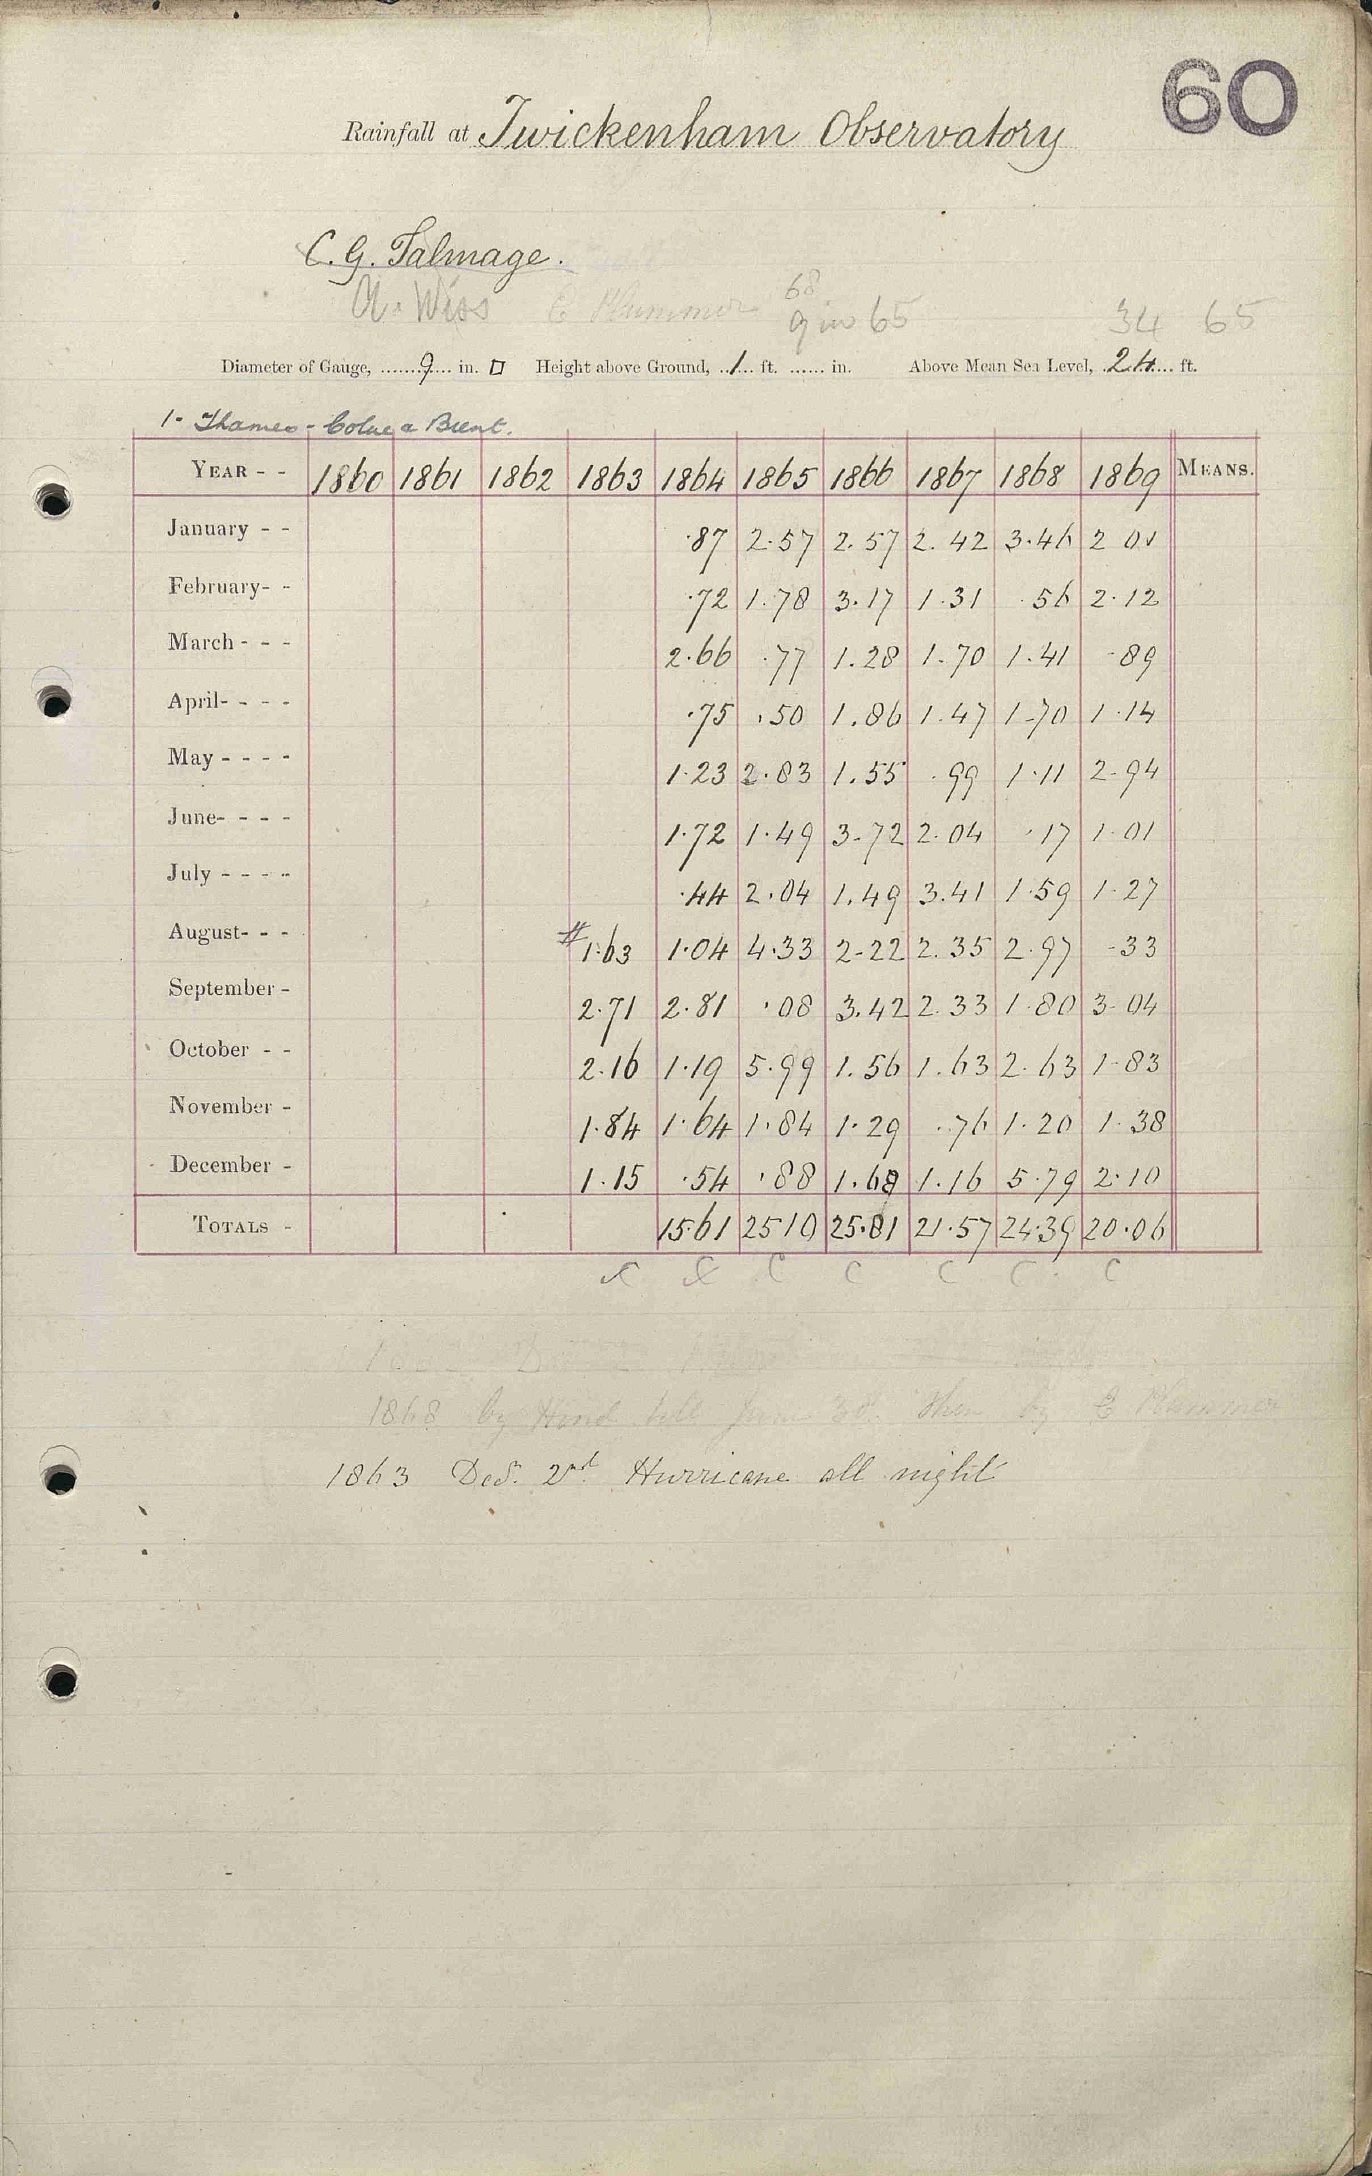 60
Rainfall at Twickenham Observatory
C. G. Talmage.
A. Wiss C Plummer 68
9 in 65 34 65
Diameter of Gauge, 9 in. □ Height above Ground, 1 ft. in. Above Mean Sea Level, 24 ft.
1- Thames - Colne & Brent.
YEAR - - 1860 1861 1862 1863 1864 1865 1866 1867 1868 1869 MEANS.
January - - ·87 2·57 2.57 2.42 3·46 2 01
February- - ·72 1·78 3·17 1·31 ·56 2·12
March - - - 2·66 ·77 1.28 1.70 1·41 ·89
April- - - - ·75 ·50 1.86 1·47 1-70 1·14
May - - - - 1·23 2·83 1.55 ·99 1·11 2-94
June- - - - 1·72 1·49 3-72 2.04 ·17 1·01
July - - - - ·44 2·04 1.49 3.41 1·59 1·27
August- - - # 1·63 1·04 4·33 2-22 2.35 2·97 -33
September - 2·71 2·81 ·08 3.42 2.33 1·80 3-04
October - - 2·16 1·19 5·99 1.56 1.63 2.63 1-83
November - 1·84 1·64 1·84 1·29 ·76 1·20 1·38
December - 1·15 ·54 ·88 1.68 1.16 5·79 2·10
TOTALS - 15·61 25 10 25·81 21·57 24·39 20·06
C C C C C
1868 by Hind till June 30. Then by C Plummer
1863 Dec. 2nd. Hurricane all night